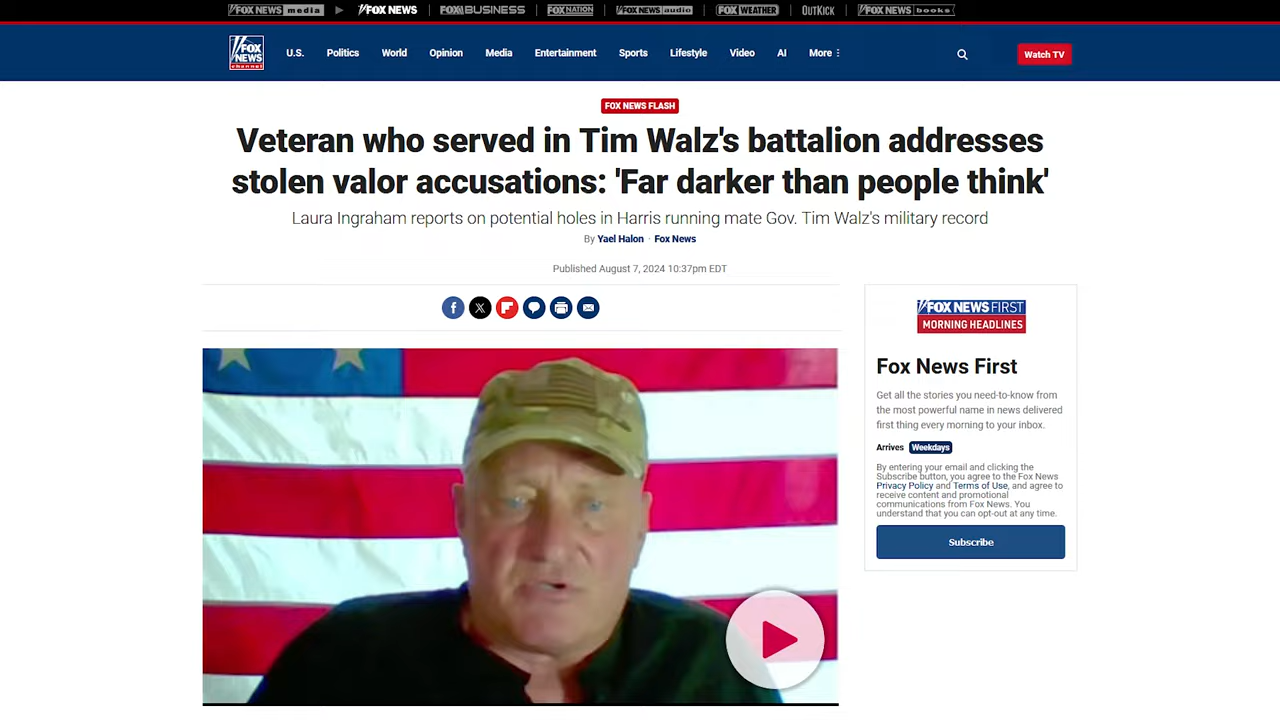 FOX NEWS media FOX NEWS FOX BUSINESS FOX NATION FOX NEWS audio FOX WEATHER OUTKICK FOX NEWS books
FOX NEWS channel U.S. Politics World Opinion Media Entertainment Sports Lifestyle Video AI More Watch TV
FOX NEWS FLASH
Veteran who served in Tim Walz's battalion addresses
stolen valor accusations: 'Far darker than people think'
Laura Ingraham reports on potential holes in Harris running mate Gov. Tim Walz's military record
By Yael Halon · Fox News
Published August 7, 2024 10:37pm EDT
FOX NEWS FIRST
MORNING HEADLINES
Fox News First
Get all the stories you need-to-know from
the most powerful name in news delivered
first thing every morning to your inbox.
Arrives Weekdays
By entering your email and clicking the
Subscribe button, you agree to the Fox News
Privacy Policy and Terms of Use, and agree to
receive content and promotional
communications from Fox News. You
understand that you can opt-out at any time.
Subscribe